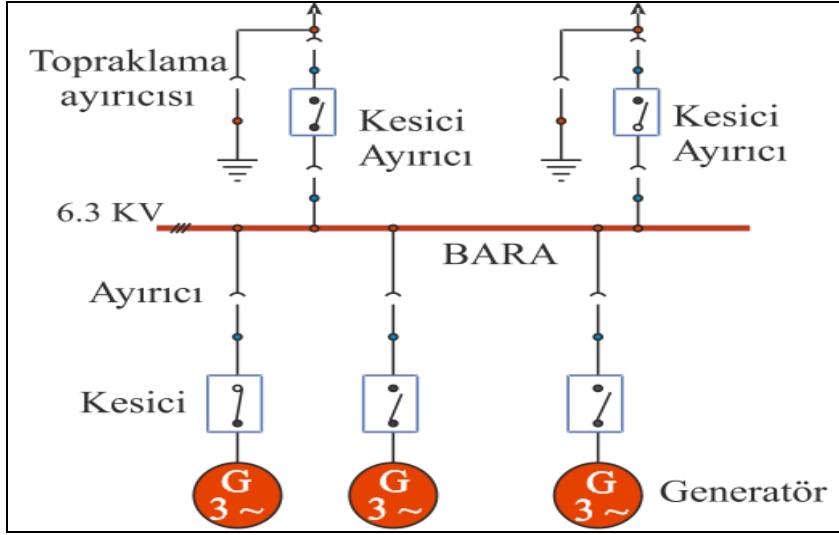 Topraklama
ayırıcısı
Kesici
Ayırıcı
Kesici
Ayırıcı
6.3 KV
BARA
Ayırıcı
Kesici
G
3 ~
G
3 ~
G
3 ~
Generatör